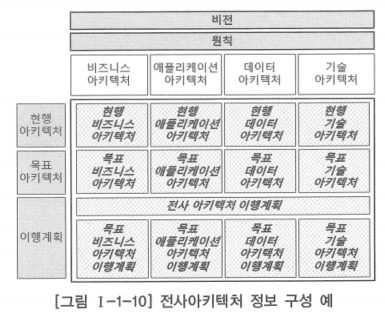 비전
원칙
비즈니스 애플리케이션 데이터 기술
아키텍처 아키텍처 아키텍처 아키텍처
현행 현행 현행 현행
현행 비즈니스 애플리케이션 데이터 기술
아키텍처 아키텍처 아키텍처 아키텍처 아키텍처
목표 목표 목표 목표
목표 비즈니스 애플리케이션 데이터 기술
아키텍처 아키텍처 아키텍처 아키텍처 아키텍처
전사 아키텍처 이행계획
이행계획
목표 목표 목표 목표
비즈니스 애플리케이션 데이터 기술
아키텍처 아키텍처 아키텍처 아키텍처
이행계획 이행계획 이행계획 이행계획
[그림 Ⅰ-1-10] 전사아키텍처 정보 구성 예